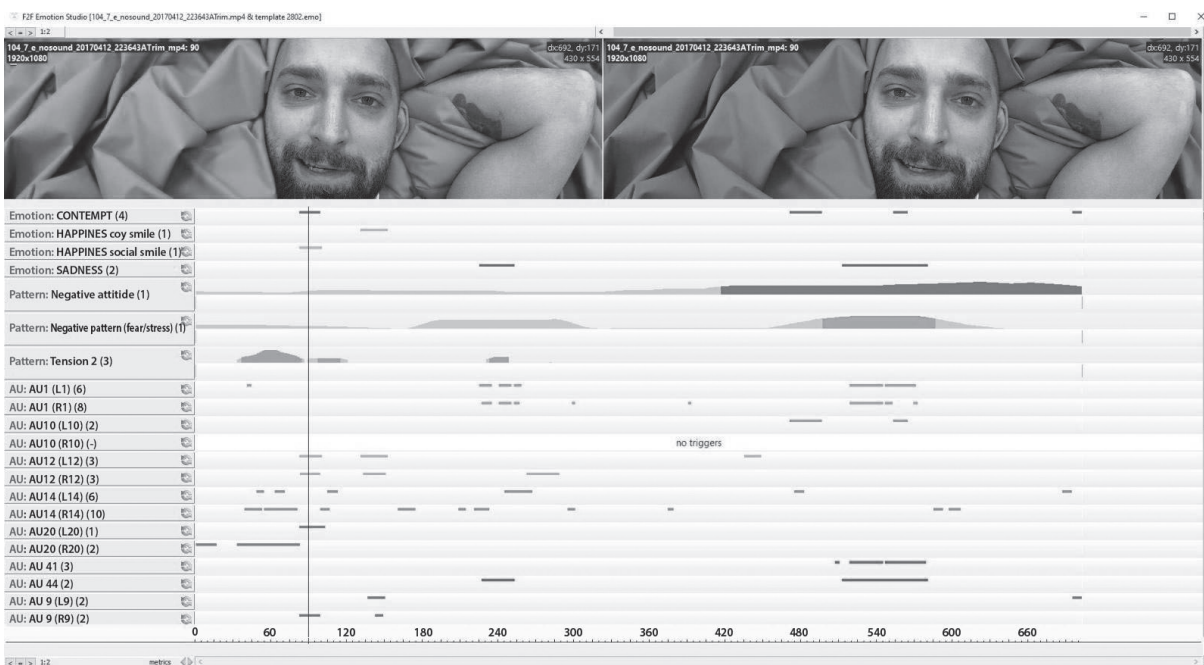 F2F Emotion Studio [104_7_e_nosound_20170412_223643ATrim.mp4 & template 2802.emo]
< = > 1:2
104_7_e_nosound_20170412_223643ATrim_mp4: 90 dx:692, dy:171
1920x1080 430 x 554
104_7_e_nosound_20170412_223643ATrim_mp4: 90 dx:692, dy:171
1920x1080 430 x 554
Emotion: CONTEMPT (4)
Emotion: HAPPINES coy smile (1)
Emotion: HAPPINES social smile (1)
Emotion: SADNESS (2)
Pattern: Negative attitide (1)
Pattern: Negative pattern (fear/stress) (1)
Pattern: Tension 2 (3)
AU: AU1 (L1) (6)
AU: AU1 (R1) (8)
AU: AU10 (L10) (2)
AU: AU10 (R10) (-) no triggers
AU: AU12 (L12) (3)
AU: AU12 (R12) (3)
AU: AU14 (L14) (6)
AU: AU14 (R14) (10)
AU: AU20 (L20) (1)
AU: AU20 (R20) (2)
AU: AU 41 (3)
AU: AU 44 (2)
AU: AU 9 (L9) (2)
AU: AU 9 (R9) (2)
0 60 120 180 240 300 360 420 480 540 600 660
< = > 1:2 metrics